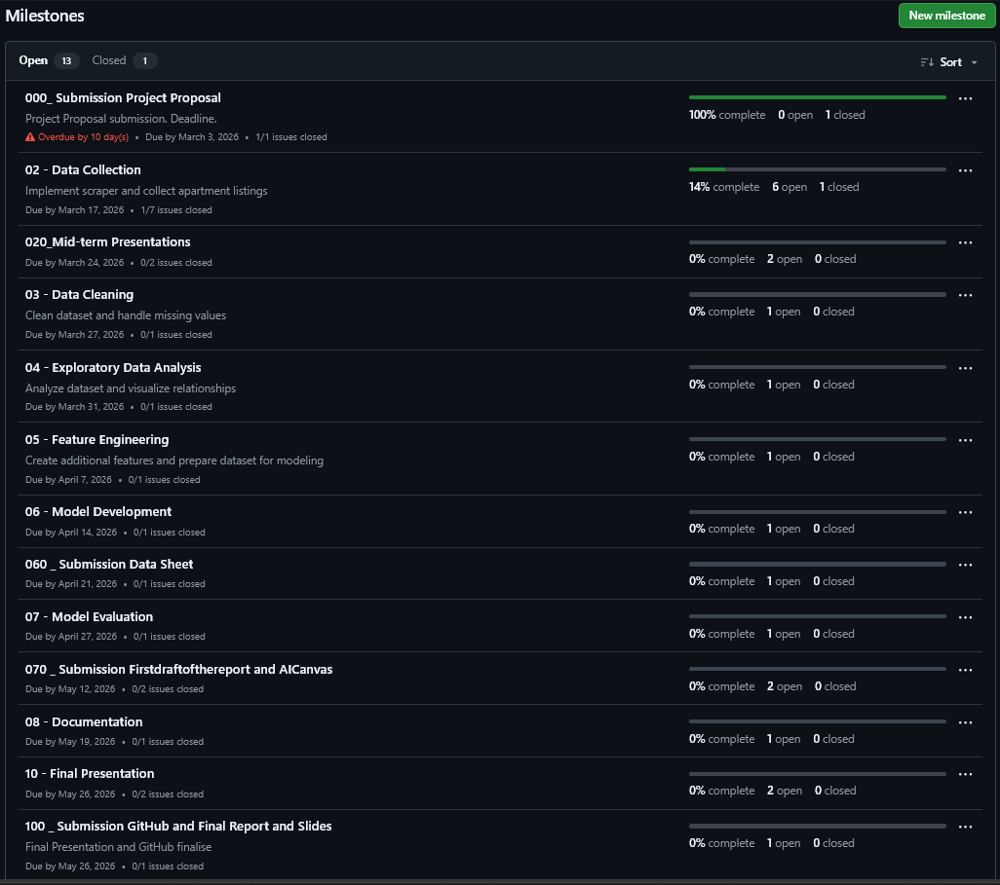 Milestones
New milestone
Open 13 Closed 1
Sort
000_ Submission Project Proposal
Project Proposal submission. Deadline.
Overdue by 10 day(s) • Due by March 3, 2026 • 1/1 issues closed
100% complete 0 open 1 closed
02 - Data Collection
Implement scraper and collect apartment listings
Due by March 17, 2026 • 1/7 issues closed
14% complete 6 open 1 closed
020_Mid-term Presentations
Due by March 24, 2026 • 0/2 issues closed
0% complete 2 open 0 closed
03 - Data Cleaning
Clean dataset and handle missing values
Due by March 27, 2026 • 0/1 issues closed
0% complete 1 open 0 closed
04 - Exploratory Data Analysis
Analyze dataset and visualize relationships
Due by March 31, 2026 • 0/1 issues closed
0% complete 1 open 0 closed
05 - Feature Engineering
Create additional features and prepare dataset for modeling
Due by April 7, 2026 • 0/1 issues closed
0% complete 1 open 0 closed
06 - Model Development
Due by April 14, 2026 • 0/1 issues closed
0% complete 1 open 0 closed
060 _ Submission Data Sheet
Due by April 21, 2026 • 0/1 issues closed
0% complete 1 open 0 closed
07 - Model Evaluation
Due by April 27, 2026 • 0/1 issues closed
0% complete 1 open 0 closed
070 _ Submission Firstdraftofthereport and AICanvas
Due by May 12, 2026 • 0/2 issues closed
0% complete 2 open 0 closed
08 - Documentation
Due by May 19, 2026 • 0/1 issues closed
0% complete 1 open 0 closed
10 - Final Presentation
Due by May 26, 2026 • 0/2 issues closed
0% complete 2 open 0 closed
100 _ Submission GitHub and Final Report and Slides
Final Presentation and GitHub finalise
Due by May 26, 2026 • 0/1 issues closed
0% complete 1 open 0 closed